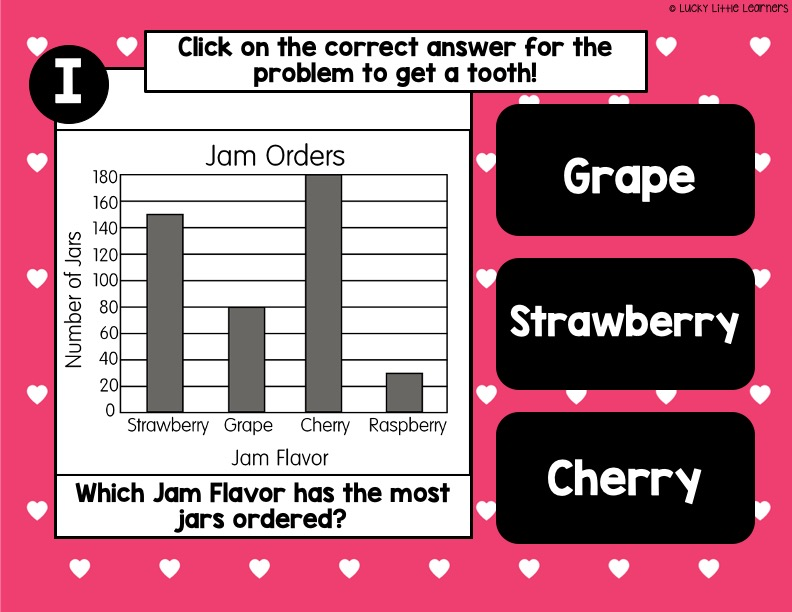 © Lucky Little Learners
Click on the correct answer for the
problem to get a tooth!
I
Jam Orders
Number of Jars
180
160
140
120
100
80
60
40
20
0
Strawberry Grape Cherry Raspberry
Jam Flavor
Which Jam Flavor has the most
jars ordered?
Grape
Strawberry
Cherry